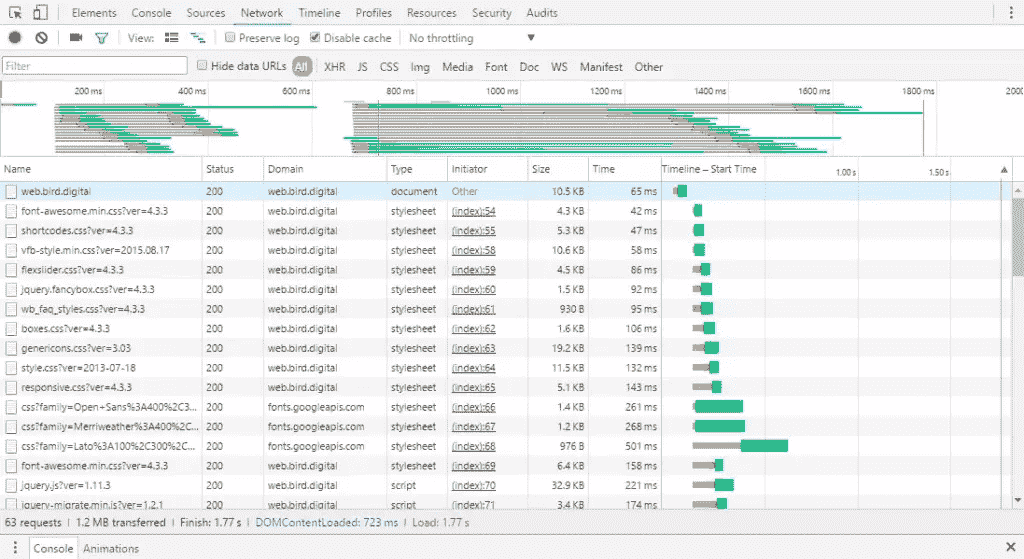 Elements Console Sources Network Timeline Profiles Resources Security Audits
View: Preserve log Disable cache No throttling
Filter Hide data URLs All XHR JS CSS Img Media Font Doc WS Manifest Other
200 ms 400 ms 600 ms 800 ms 1000 ms 1200 ms 1400 ms 1600 ms 1800 ms 2000
Name Status Domain Type Initiator Size Time Timeline – Start Time 1.00 s 1.50 s
web.bird.digital 200 web.bird.digital document Other 10.5 KB 65 ms
font-awesome.min.css?ver=4.3.3 200 web.bird.digital stylesheet (index):54 4.3 KB 42 ms
shortcodes.css?ver=4.3.3 200 web.bird.digital stylesheet (index):55 5.3 KB 47 ms
vfb-style.min.css?ver=2015.08.17 200 web.bird.digital stylesheet (index):58 10.6 KB 58 ms
flexslider.css?ver=4.3.3 200 web.bird.digital stylesheet (index):59 4.5 KB 86 ms
jquery.fancybox.css?ver=4.3.3 200 web.bird.digital stylesheet (index):60 1.5 KB 92 ms
wb_faq_styles.css?ver=4.3.3 200 web.bird.digital stylesheet (index):61 930 B 95 ms
boxes.css?ver=4.3.3 200 web.bird.digital stylesheet (index):62 1.6 KB 106 ms
genericons.css?ver=3.03 200 web.bird.digital stylesheet (index):63 19.2 KB 139 ms
style.css?ver=2013-07-18 200 web.bird.digital stylesheet (index):64 11.5 KB 132 ms
responsive.css?ver=4.3.3 200 web.bird.digital stylesheet (index):65 5.1 KB 143 ms
css?family=Open+Sans%3A400%2C3... 200 fonts.googleapis.com stylesheet (index):66 1.4 KB 261 ms
css?family=Merriweather%3A400%2C... 200 fonts.googleapis.com stylesheet (index):67 1.2 KB 268 ms
css?family=Lato%3A100%2C300%2C... 200 fonts.googleapis.com stylesheet (index):68 976 B 501 ms
font-awesome.min.css?ver=4.3.3 200 web.bird.digital stylesheet (index):69 6.4 KB 158 ms
jquery.js?ver=1.11.3 200 web.bird.digital script (index):70 32.9 KB 221 ms
jquery-migrate.min.js?ver=1.2.1 200 web.bird.digital script (index):71 3.4 KB 174 ms
63 requests | 1.2 MB transferred | Finish: 1.77 s | DOMContentLoaded: 723 ms | Load: 1.77 s
Console Animations